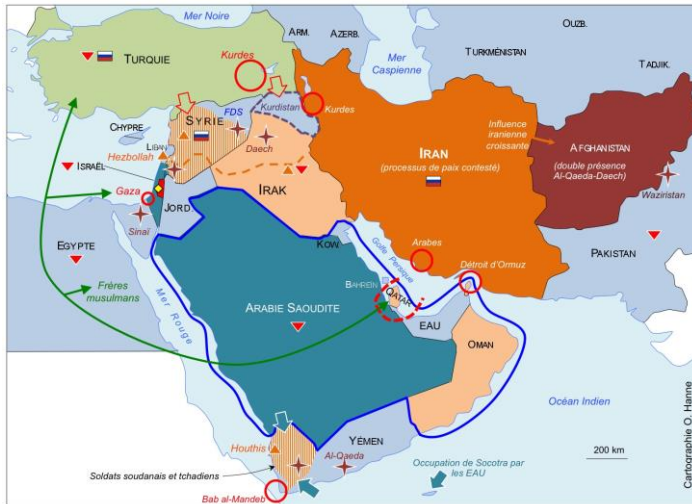 Mer Noire
OUZB.
ARM.
AZERB.
TURQUIE
Kurdes
Mer
Caspienne
TURKMÉNISTAN
TADJIK.
CHYPRE
FDS
SYRIE
Kurdistan
Kurdes
Influence
iranienne
croissante
LIBAN
Hezbollah
Daech
IRAN
(processus de paix contesté)
AFGHANISTAN
(double présence
Al-Qaeda-Daech)
ISRAËL
Gaza
IRAK
Waziristan
JORD.
Sinaï
KOW.
Golfe Persique
Arabes
PAKISTAN
EGYPTE
Détroit d'Ormuz
BAHREÏN
QATAR
Frères
musulmans
Mer Rouge
ARABIE SAOUDITE
EAU
OMAN
Océan Indien
Houthis
YÉMEN
Al-Qaeda
200 km
Soldats soudanais et tchadiens
Occupation de Socotra par
les EAU
Bab al-Mandeb
Cartographie O. Hanne